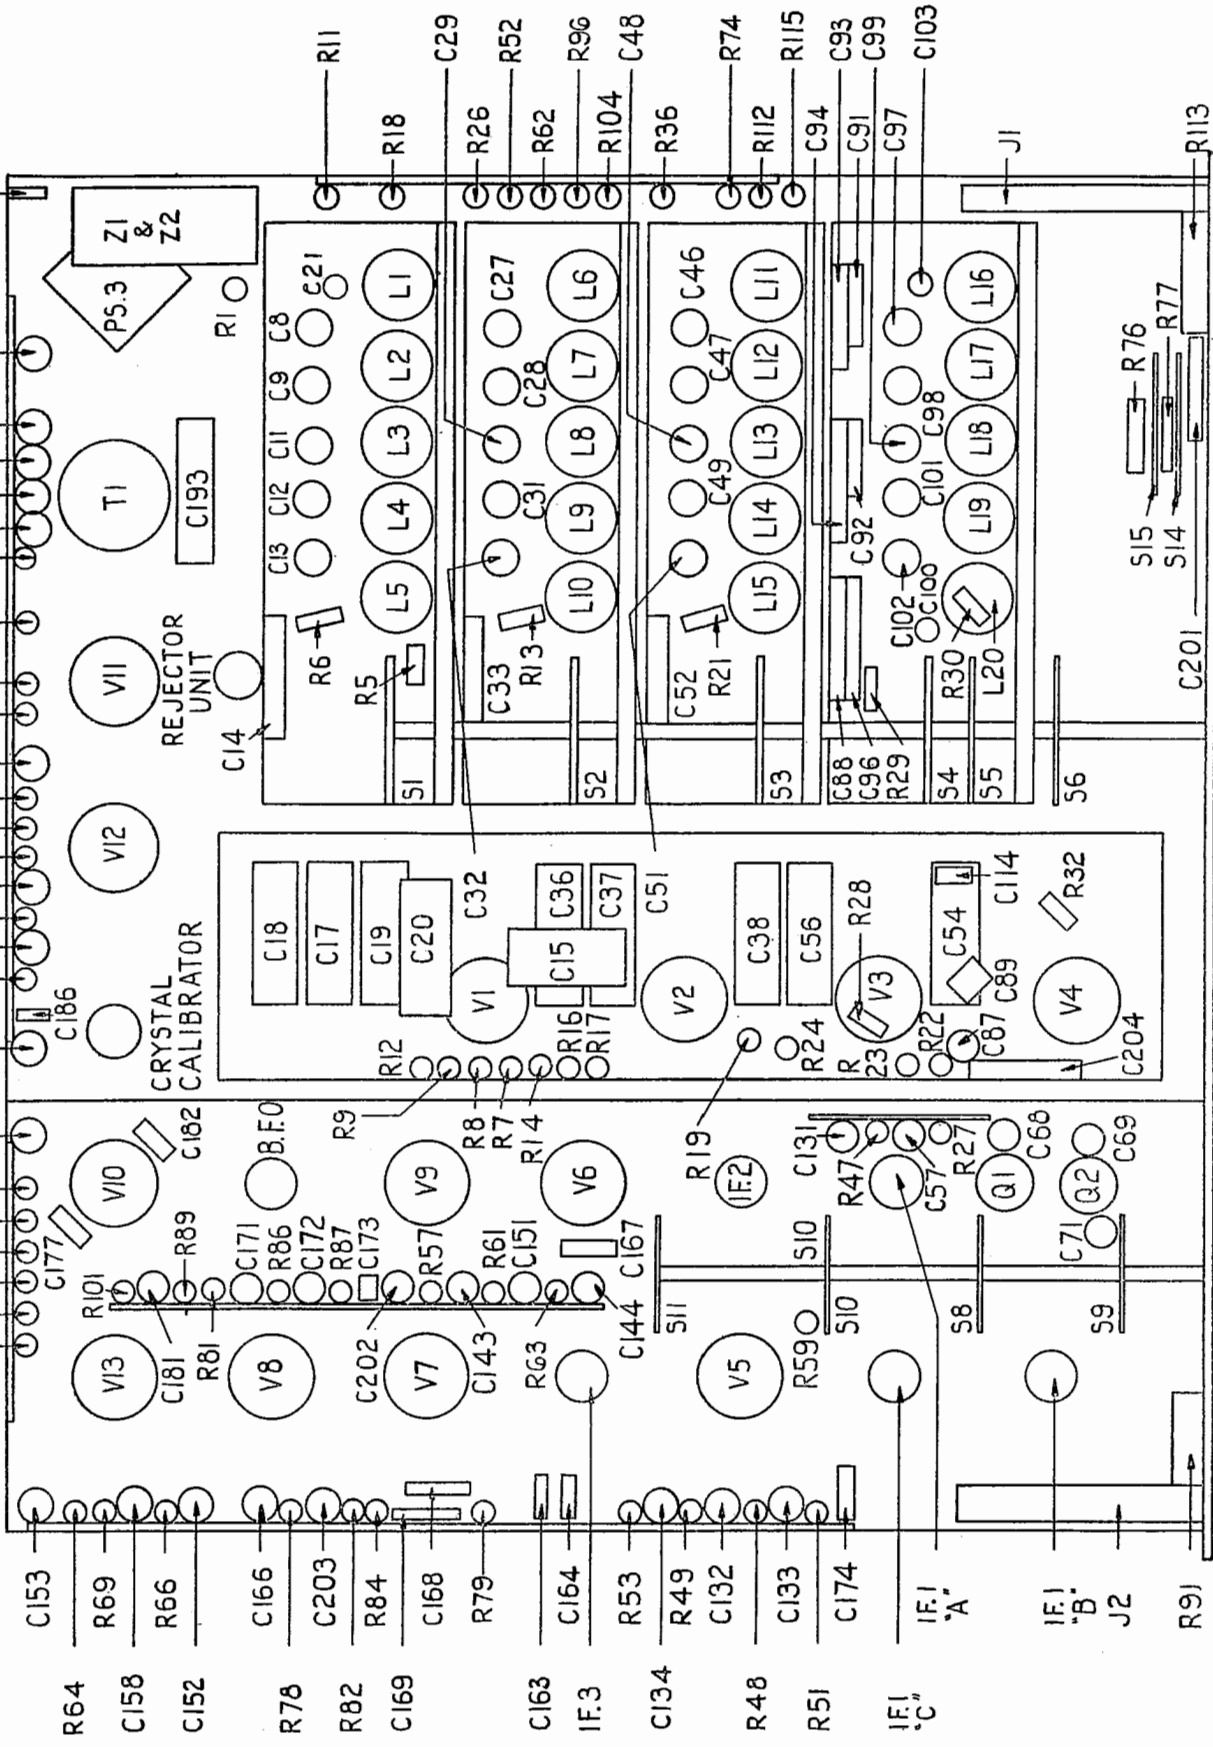 C153
R64
R69
C158
R66
C152
C166
R78
C203
R82
R84
C169
C168
R79
C163
C164
IF.3
R53
C134
R49
C132
R48
C133
R51
C174
IF.1
"C"
IF.1
"A"
IF.1
"B"
J2
R91
V13
V8
V7
V5
R101
C181
R81
R89
C177
C171
R86
C172
R87
C173
C202
R57
C143
R61
C151
R63
C144
C167
S11
S10
S10
R59
S8
S9
V10
C182
B.F.O
V9
V6
IF.2
C131
R47
C57
R27
Q1
C68
Q2
C69
C71
C186
CRYSTAL
CALIBRATOR
R12
R9
R8
R7
R14
R16
R17
R19
R24
R
23
R22
C87
C204
C18
C17
C19
C20
V1
C15
C36
C37
C32
C51
V2
C38
C56
R28
V3
C54
C114
C89
V4
R32
V12
V11
REJECTOR
UNIT
C14
T1
C193
R1
P5.3
Z1
&
Z2
C13
C12
C11
C9
C8
C21
R6
R5
L5
L4
L3
L2
L1
S1
C33
R13
C31
C28
C27
L10
L9
L8
L7
L6
S2
C52
R21
C49
C47
C46
L15
L14
L13
L12
L11
S3
C88
C96
R29
C92
C102
C100
C101
C98
R30
L20
L19
L18
L17
L16
S4
S5
S6
S15
S14
R76
R77
C201
R11
R18
C29
R26
R52
R62
R96
R104
C48
R36
R74
R112
R115
C94
C93
C91
C99
C97
C103
J1
R113